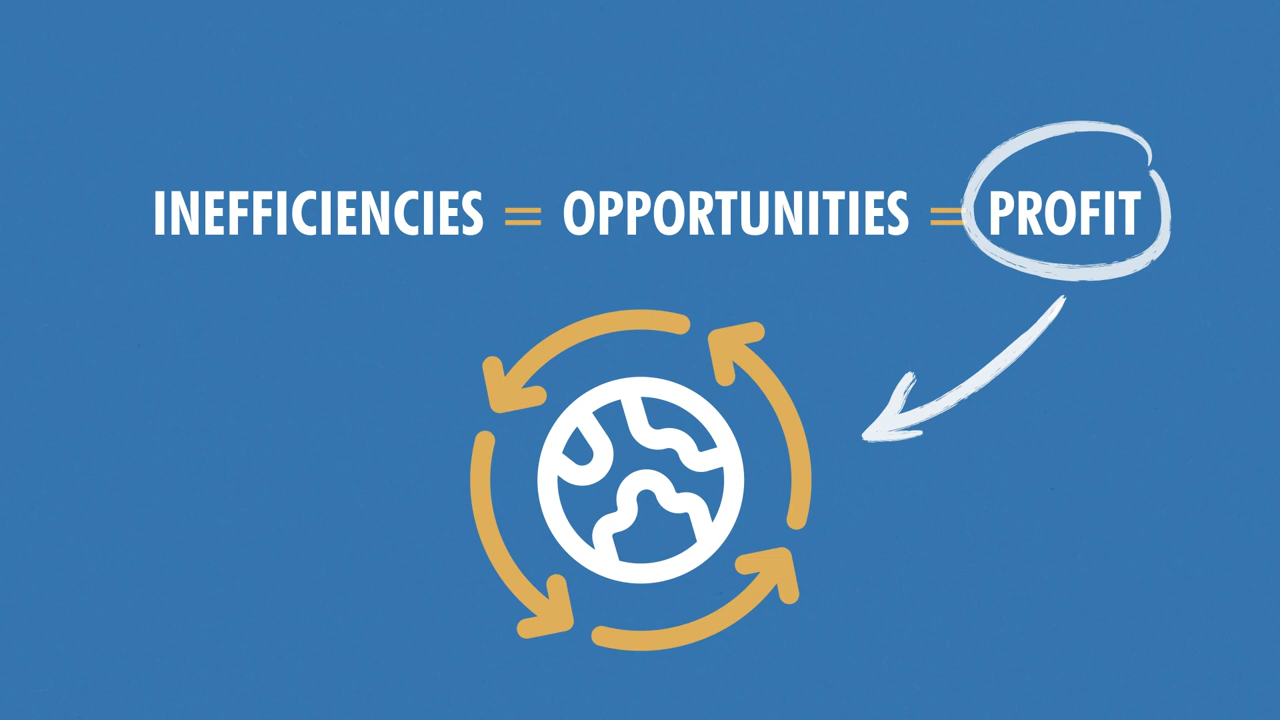 INEFFICIENCIES = OPPORTUNITIES = PROFIT